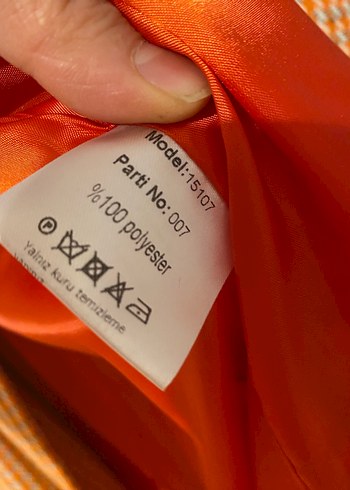 Model:15107
Parti No: 007
%100 polyester
P
Yalnız kuru temizleme